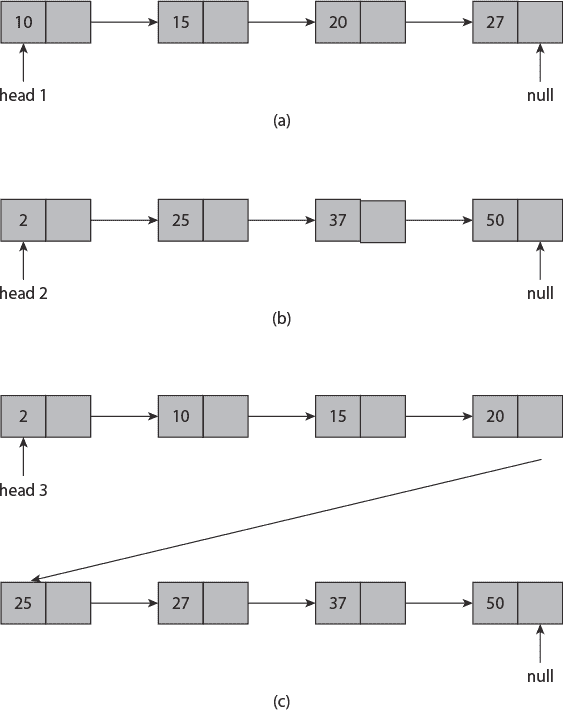 10 15 20 27
head 1 null
(a)
2 25 37 50
head 2 null
(b)
2 10 15 20
head 3
25 27 37 50
null
(c)